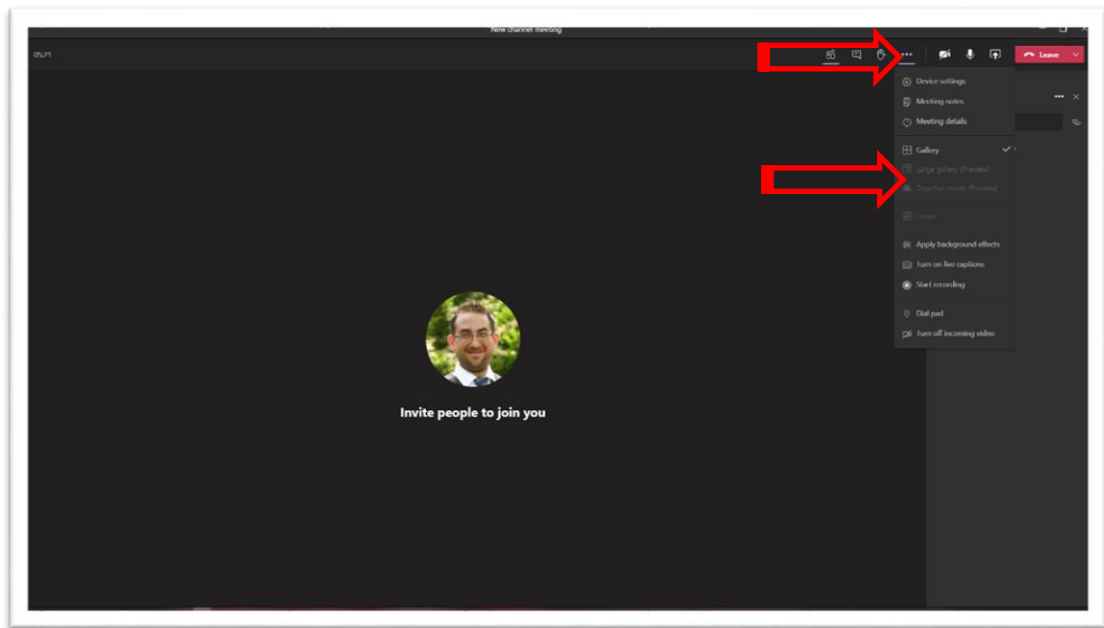 New channel meeting
05:21
Leave
Device settings
Meeting notes
Meeting details
Gallery
Large gallery (Preview)
Together mode (Preview)
Focus
Apply background effects
Turn on live captions
Start recording
Dial pad
Turn off incoming video
Invite people to join you